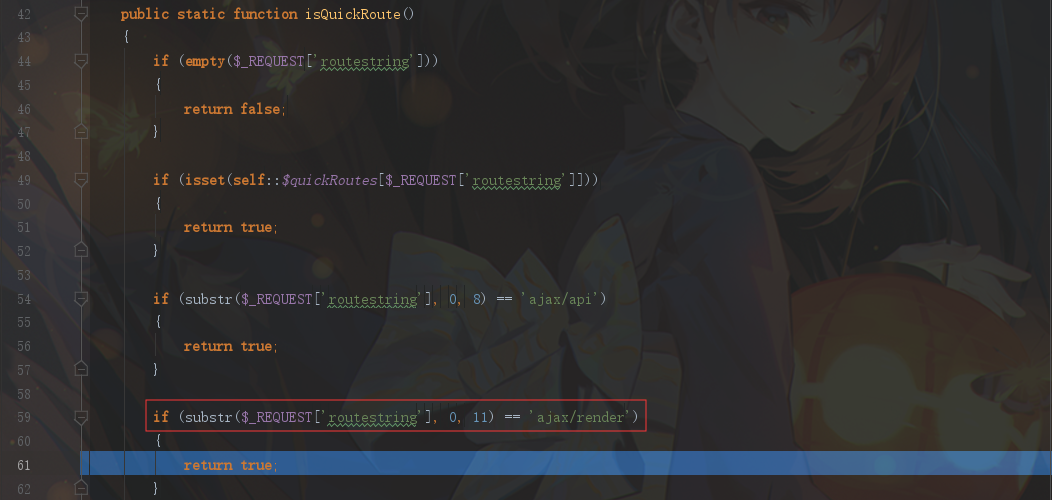 42 public static function isQuickRoute()
43 {
44 if (empty($_REQUEST['routestring']))
45 {
46 return false;
47 }
48
49 if (isset(self::$quickRoutes[$_REQUEST['routestring']]))
50 {
51 return true;
52 }
53
54 if (substr($_REQUEST['routestring'], 0, 8) == 'ajax/api')
55 {
56 return true;
57 }
58
59 if (substr($_REQUEST['routestring'], 0, 11) == 'ajax/render')
60 {
61 return true;
62 }